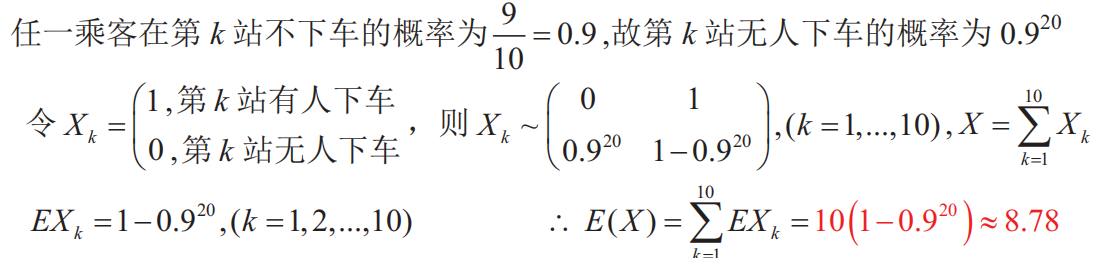 任一乘客在第 k 站不下车的概率为 9/10 = 0.9 ,故第 k 站无人下车的概率为 0.9^20
令 X_k = (1 ,第 k 站有人下车 0 ,第 k 站无人下车 , 则 X_k ~ (0 1 0.9^20 1-0.9^20) ,(k = 1,...,10) , X = ∑_{k=1}^{10} X_k
EX_k = 1-0.9^20 ,(k = 1,2,...,10) ∴ E(X) = ∑_{k=1}^{10} EX_k = 10(1-0.9^20) ≈ 8.78